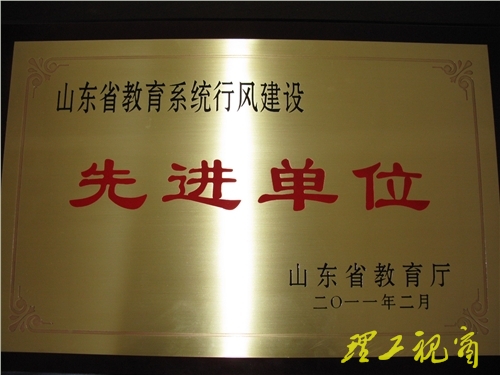 山东省教育系统行风建设
先进单位
山东省教育厅
二〇一一年二月
理工视窗